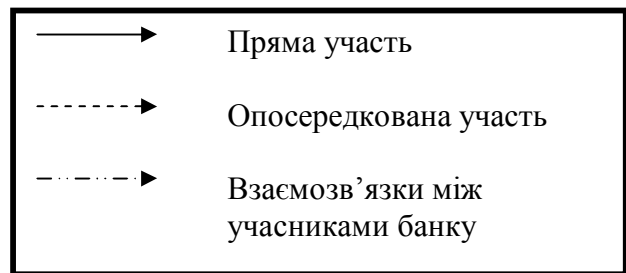 Пряма участь
Опосередкована участь
Взаємозв’язки між
учасниками банку